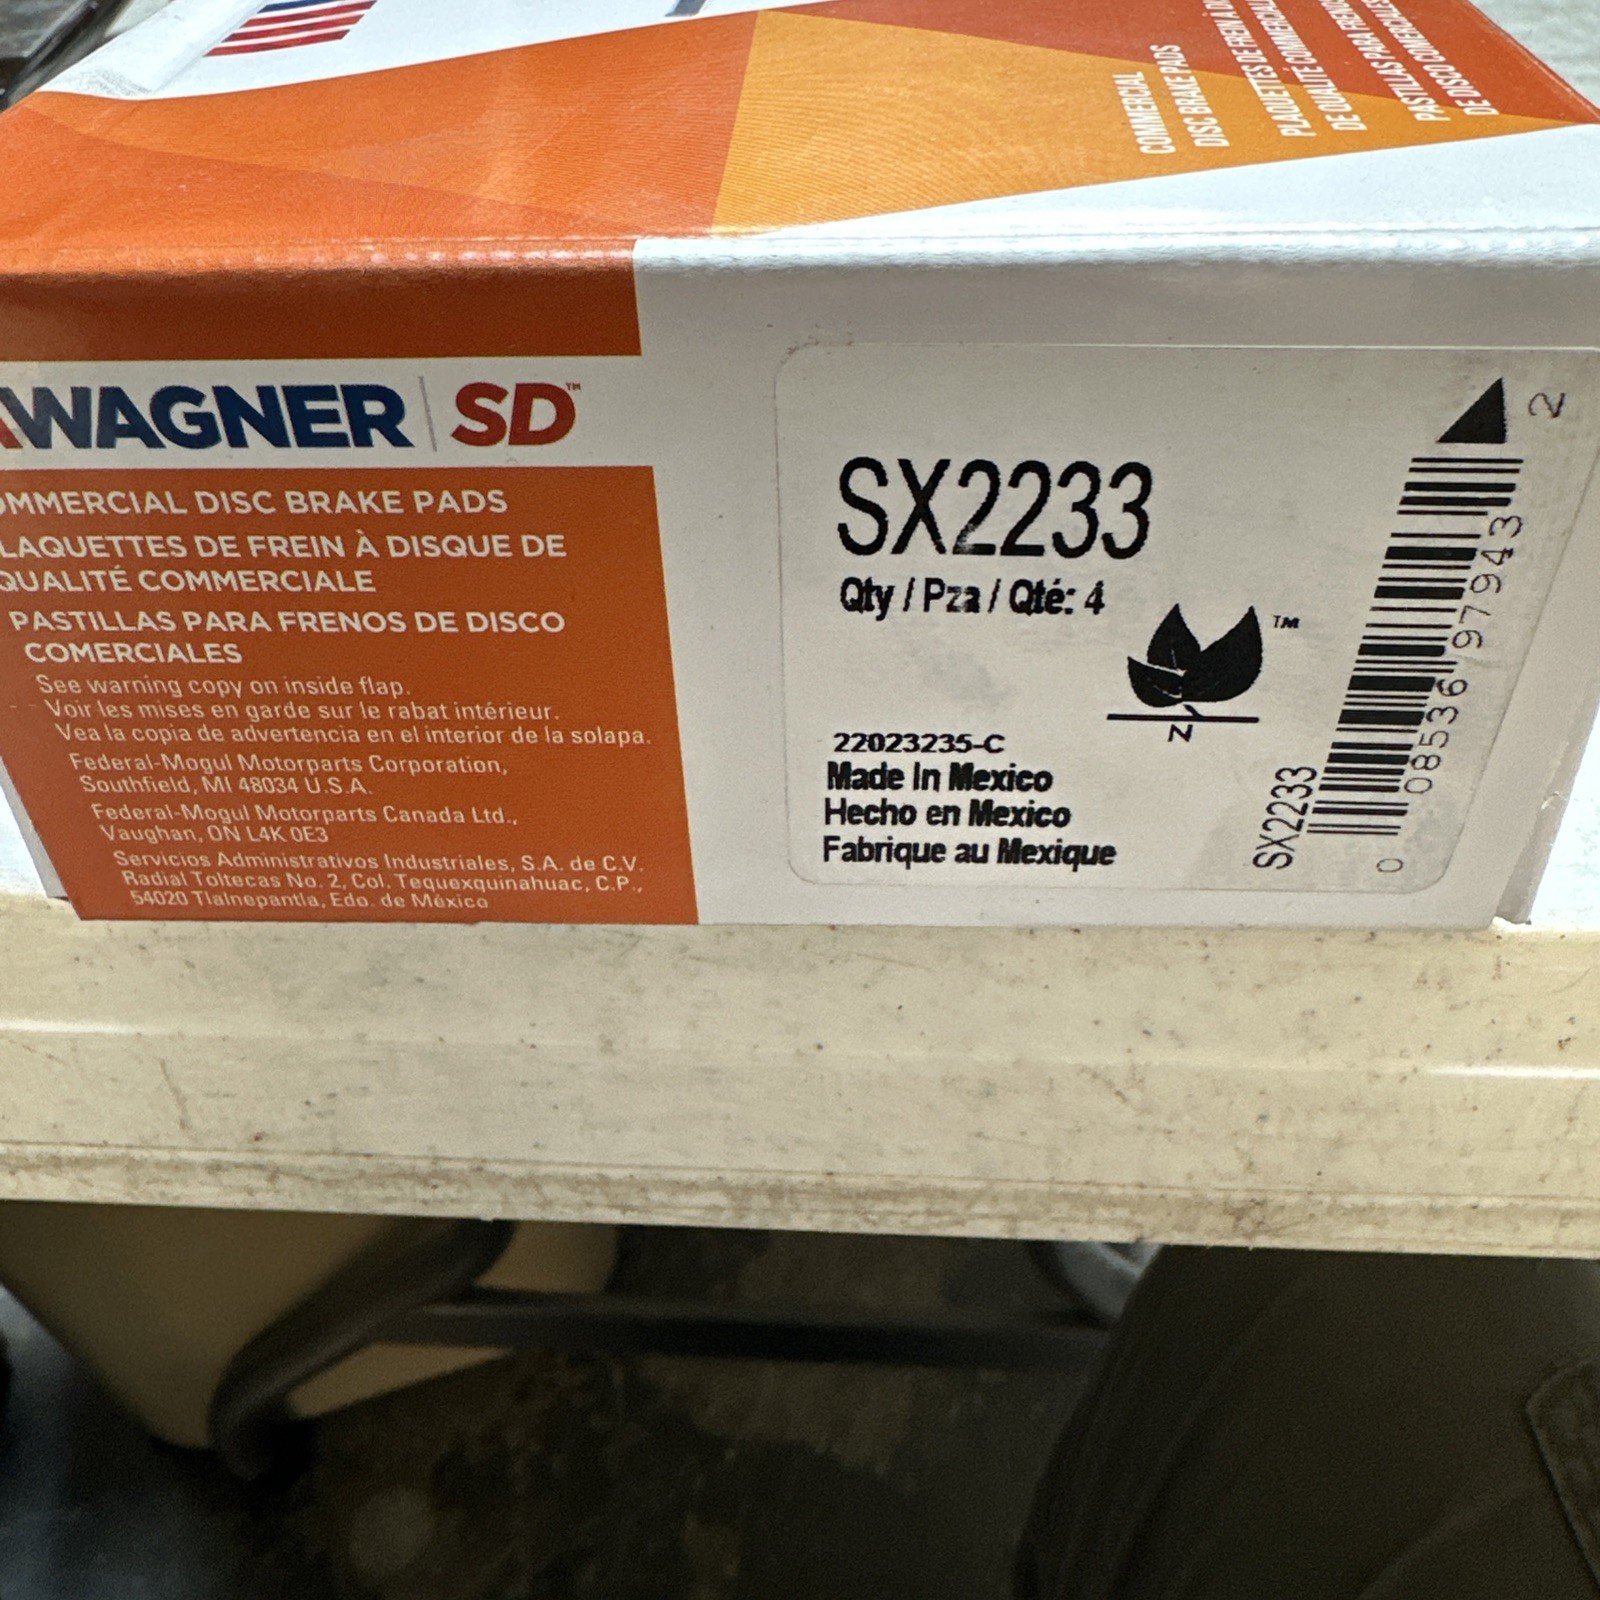 COMMERCIAL
DISC BRAKE PADS
PLAQUETTES DE FREIN À
DE QUALITÉ COMMERCIALE
PASTILLAS PARA
DE DISCO COMERCIALES
WAGNER SD™
OMMERCIAL DISC BRAKE PADS
LAQUETTES DE FREIN À DISQUE DE
QUALITÉ COMMERCIALE
PASTILLAS PARA FRENOS DE DISCO
COMERCIALES
See warning copy on inside flap.
Voir les mises en garde sur le rabat intérieur.
Vea la copia de advertencia en el interior de la solapa.
Federal-Mogul Motorparts Corporation,
Southfield, MI 48034 U.S.A.
Federal-Mogul Motorparts Canada Ltd.,
Vaughan, ON L4K 0E3
Servicios Administrativos Industriales, S.A. de C.V.
Radial Toltecas No. 2, Col. Tequexquinahuac, C.P.,
54020 Tlalnepantla, Edo. de México
SX2233
Qty / Pza / Qté: 4
TM
N
22023235-C
Made In Mexico
Hecho en Mexico
Fabrique au Mexique
SX2233
0 08536 97943 2